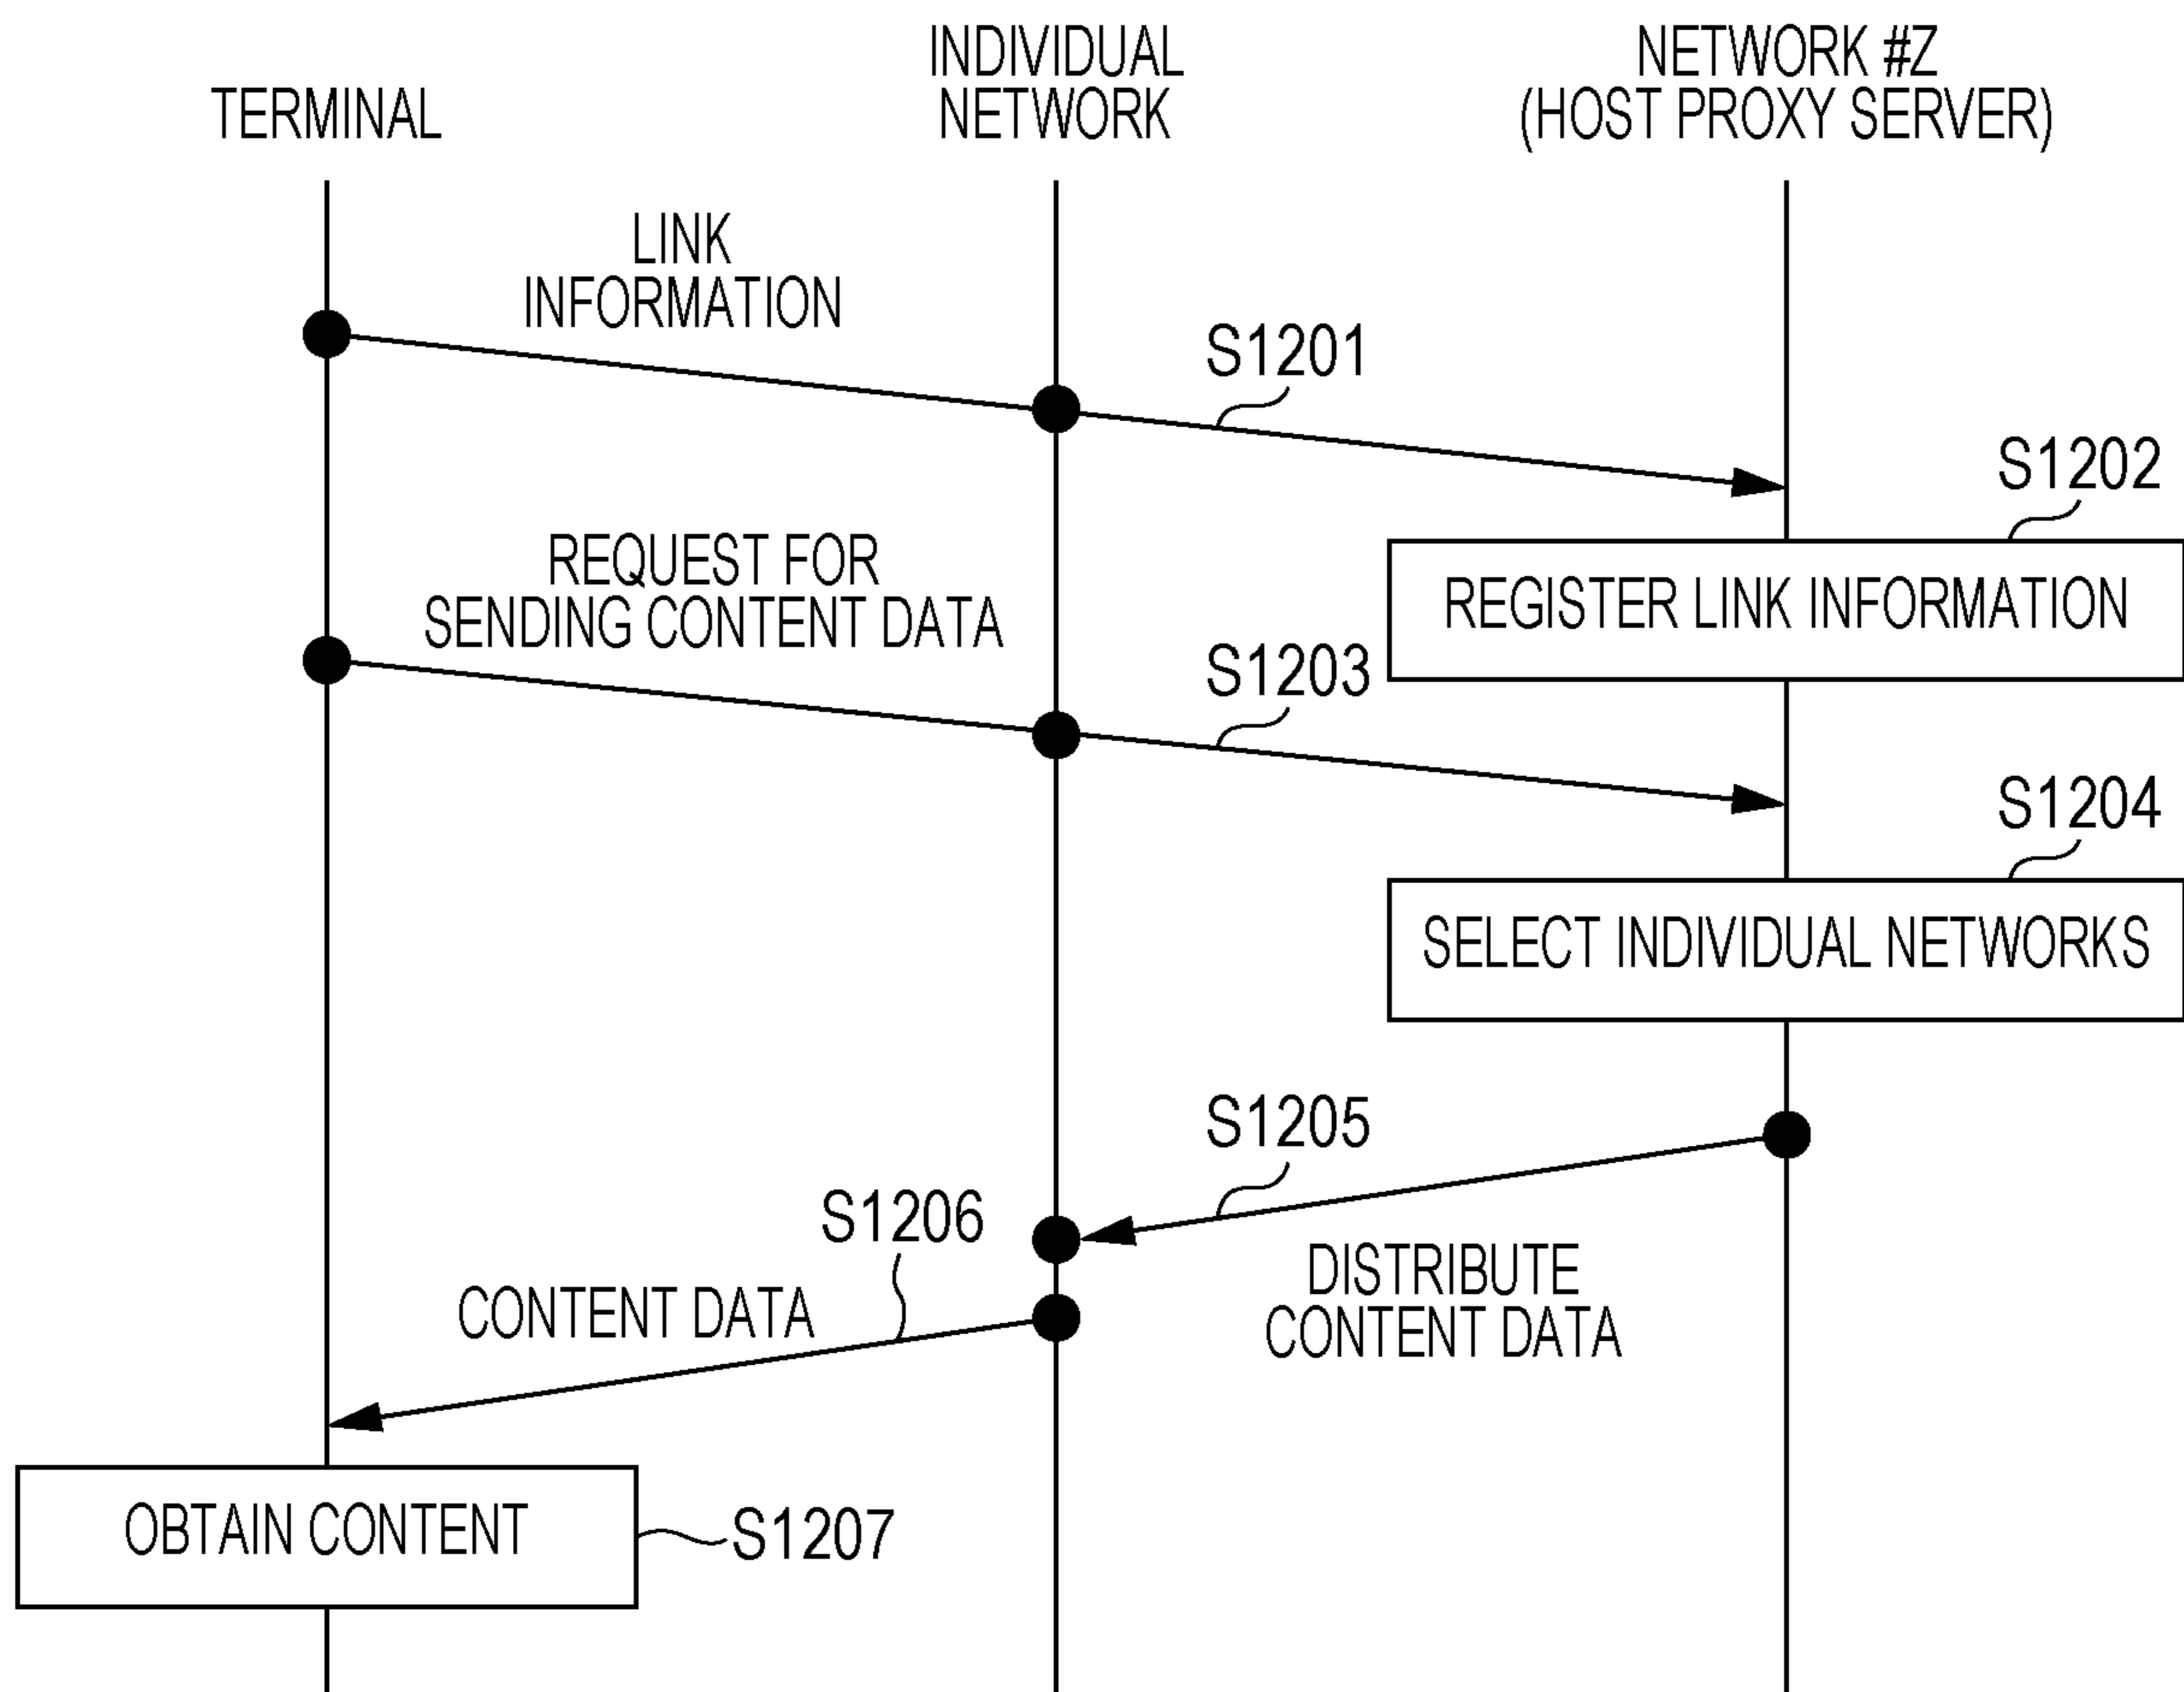 TERMINAL
INDIVIDUAL
NETWORK
NETWORK #Z
(HOST PROXY SERVER)
LINK
INFORMATION
S1201
S1202
REGISTER LINK INFORMATION
REQUEST FOR
SENDING CONTENT DATA
S1203
S1204
SELECT INDIVIDUAL NETWORKS
S1205
DISTRIBUTE
CONTENT DATA
S1206
CONTENT DATA
OBTAIN CONTENT
S1207